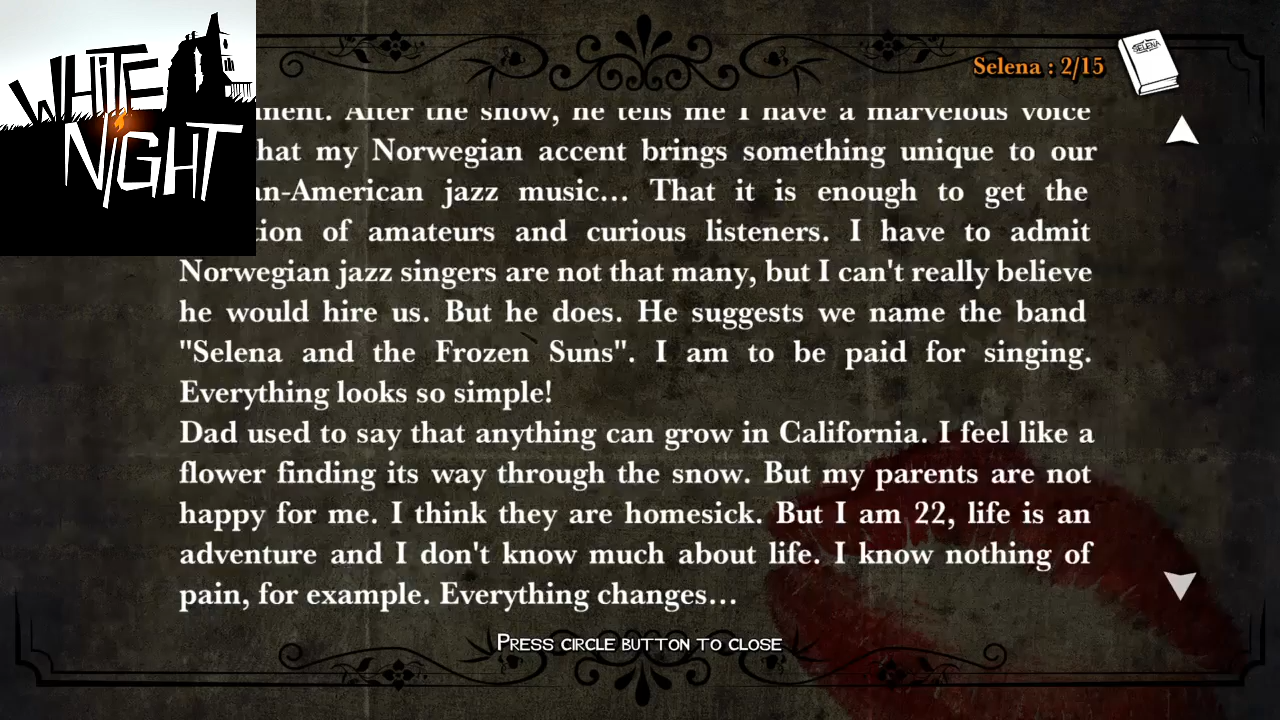 WHITE
NIGHT
Selena : 2/15
SELENA
After the show, he tells me I have a marvelous voice
that my Norwegian accent brings something unique to our
jazz music... That it is enough to get the
of amateurs and curious listeners. I have to admit
Norwegian jazz singers are not that many, but I can't really believe
he would hire us. But he does. He suggests we name the band
"Selena and the Frozen Suns". I am to be paid for singing.
Everything looks so simple!
Dad used to say that anything can grow in California. I feel like a
flower finding its way through the snow. But my parents are not
happy for me. I think they are homesick. But I am 22, life is an
adventure and I don't know much about life. I know nothing of
pain, for example. Everything changes...
PRESS CIRCLE BUTTON TO CLOSE